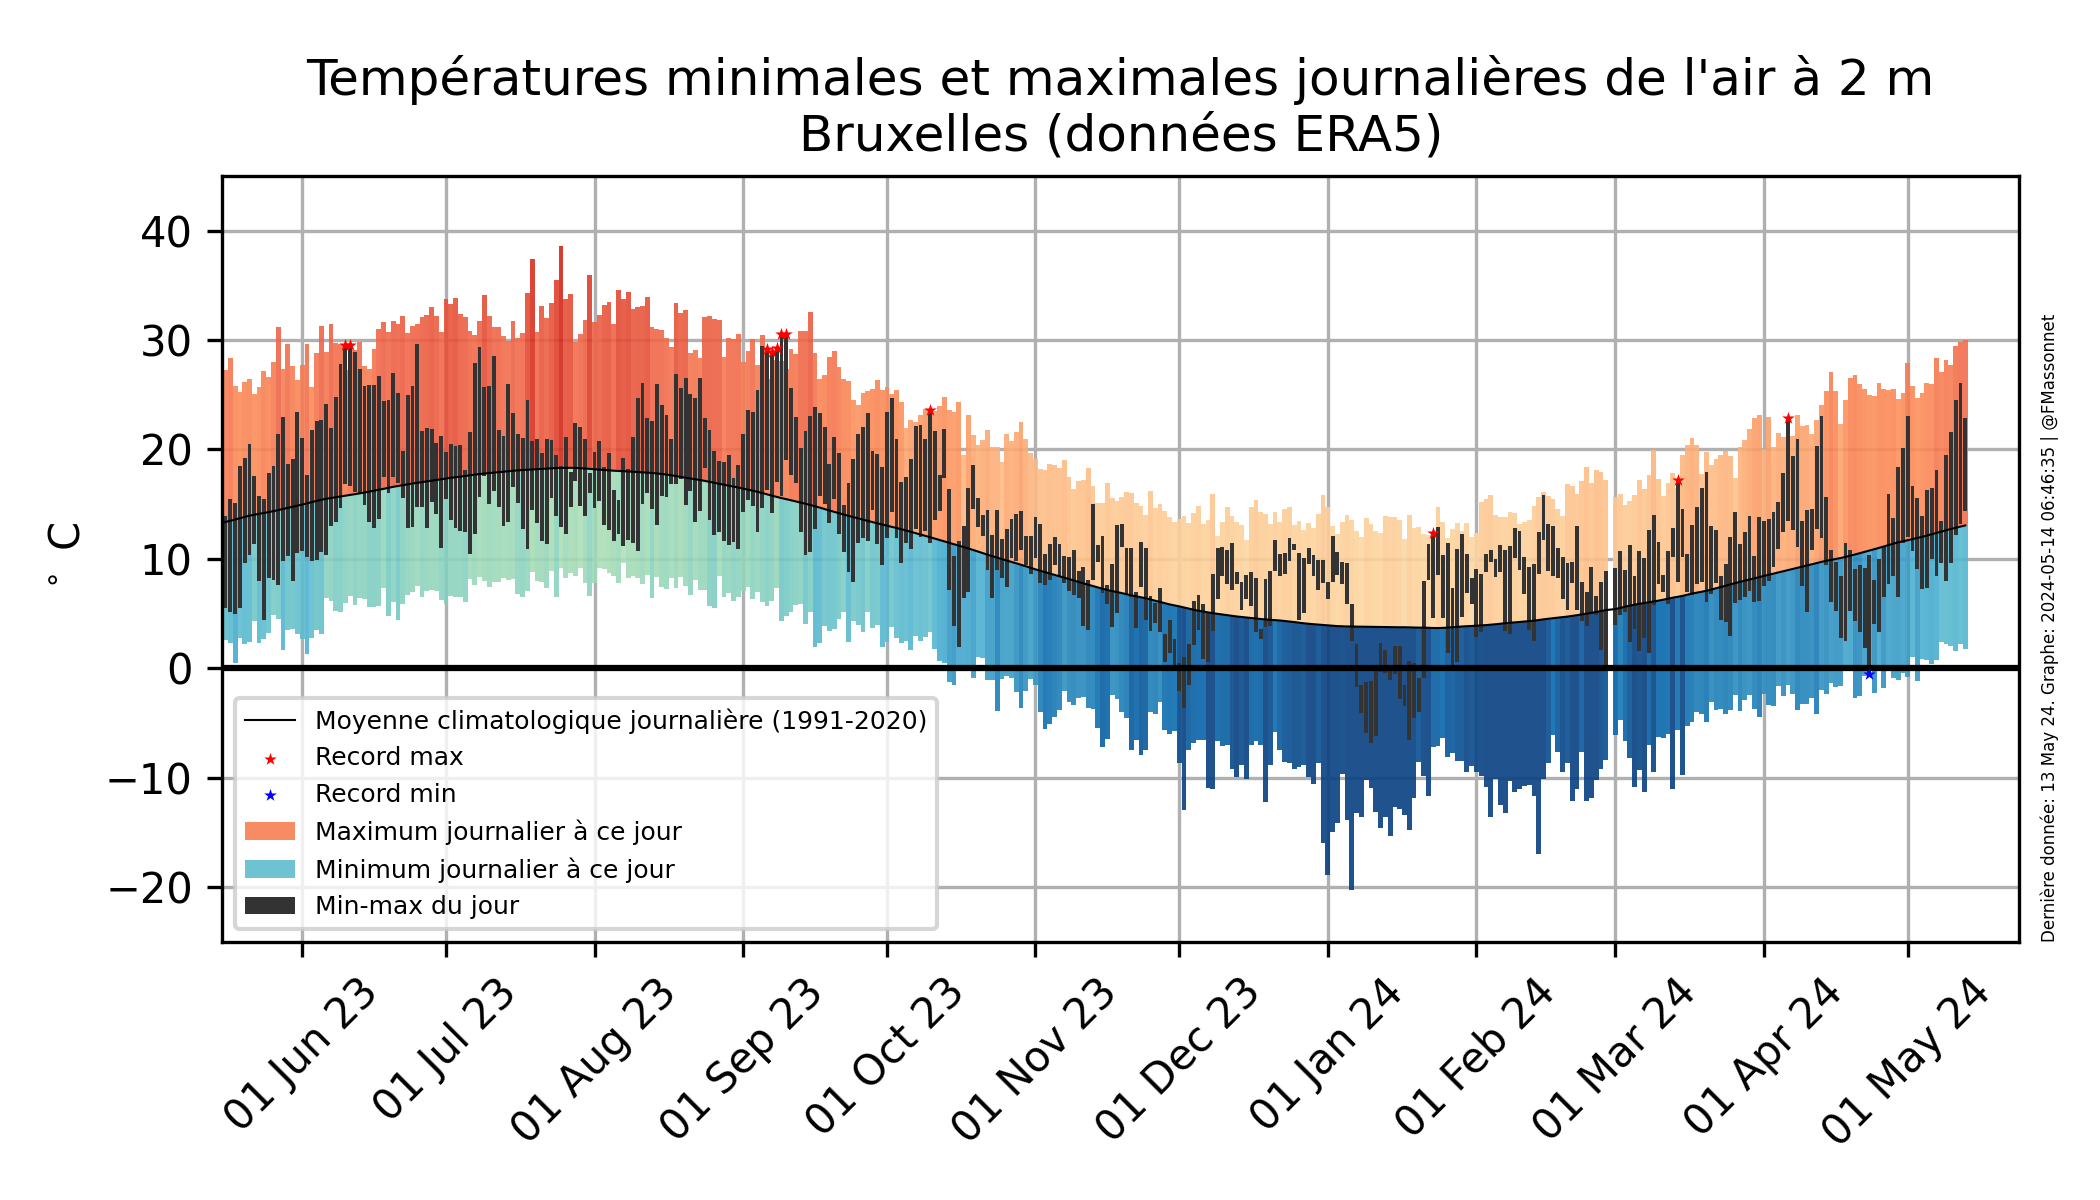 Températures minimales et maximales journalières de l'air à 2 m
Bruxelles (données ERA5)
40
30
20
10
0
−10
−20
° C
Moyenne climatologique journalière (1991-2020)
Record max
Record min
Maximum journalier à ce jour
Minimum journalier à ce jour
Min-max du jour
01 Jun 23
01 Jul 23
01 Aug 23
01 Sep 23
01 Oct 23
01 Nov 23
01 Dec 23
01 Jan 24
01 Feb 24
01 Mar 24
01 Apr 24
01 May 24
Dernière donnée: 13 May 24. Graphe: 2024-05-14 06:46:35 | @FMassonnet